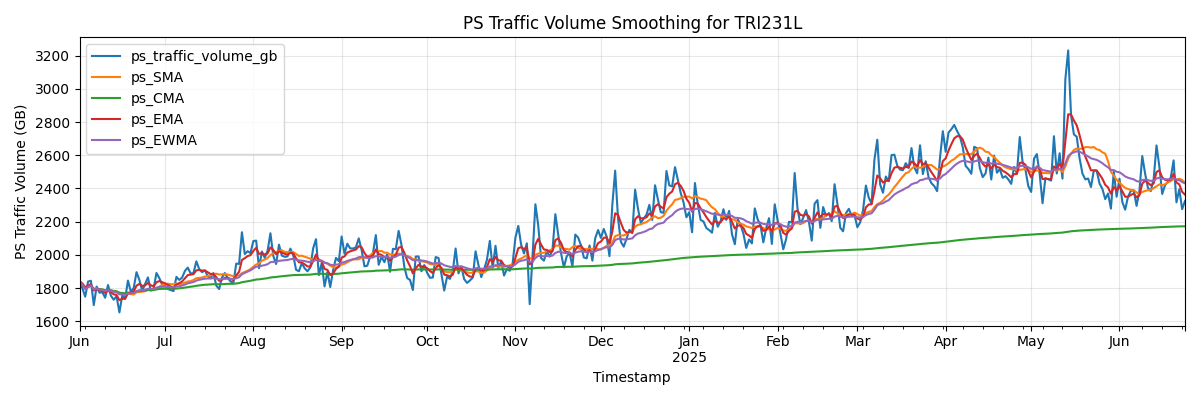 PS Traffic Volume Smoothing for TRI231L
ps_traffic_volume_gb
ps_SMA
ps_CMA
ps_EMA
ps_EWMA
PS Traffic Volume (GB)
3200
3000
2800
2600
2400
2200
2000
1800
1600
Jun Jul Aug Sep Oct Nov Dec Jan Feb Mar Apr May Jun
2025
Timestamp